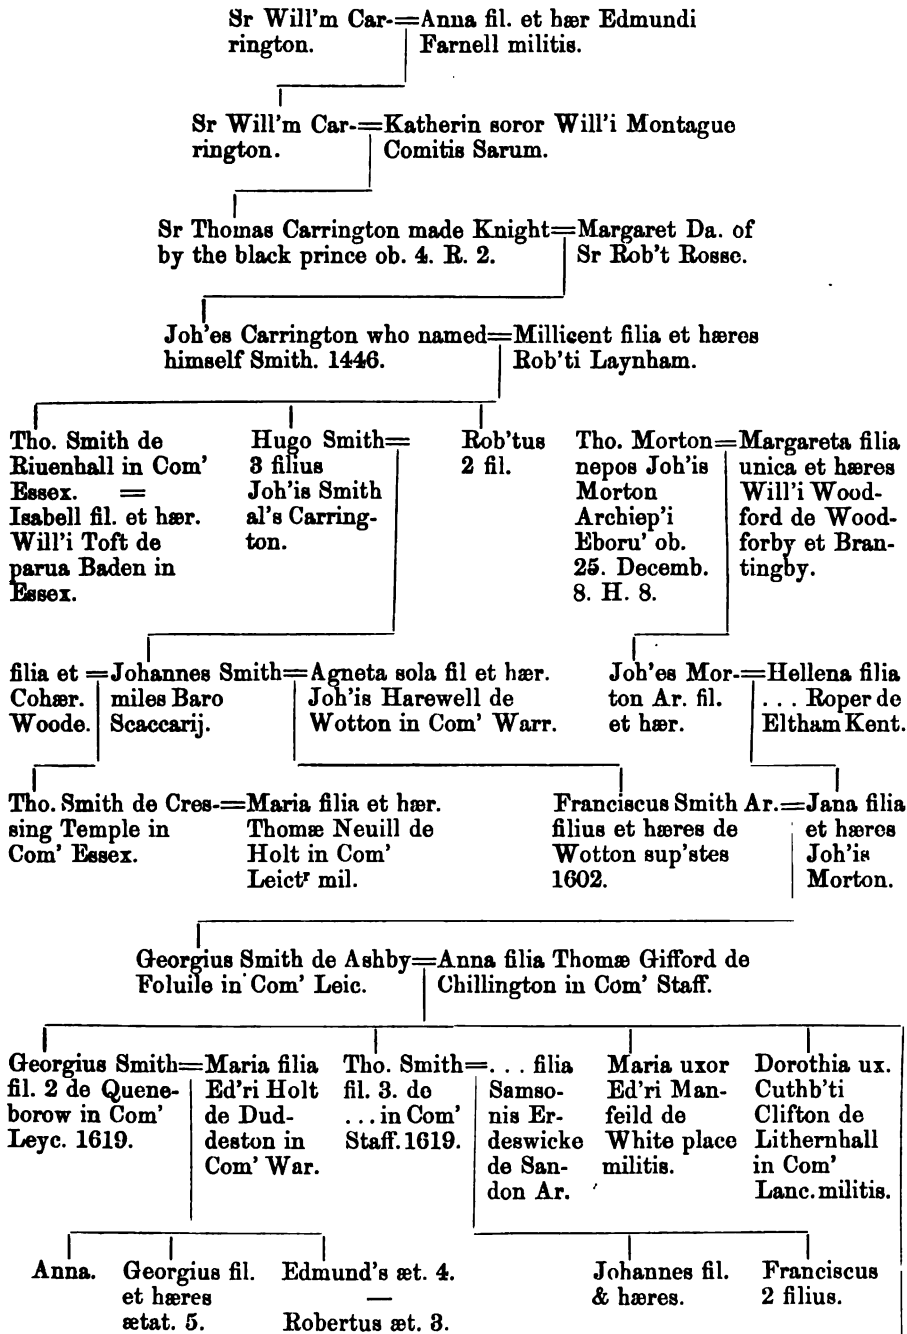 Sr Will'm Car-=Anna fil. et hær Edmundi
rington. Farnell militis.
Sr Will'm Car-=Katherin soror Will'i Montague
rington. Comitis Sarum.
Sr Thomas Carrington made Knight=Margaret Da. of
by the black prince ob. 4. R. 2. Sr Rob't Rosse.
Joh'es Carrington who named=Millicent filia et hæres
himself Smith. 1446. Rob'ti Laynham.
Tho. Smith de
Riuenhall in Com'
Essex. =
Isabell fil. et hær.
Will'i Toft de
parua Baden in
Essex.
Hugo Smith=
3 filius
Joh'is Smith
al's Carring-
ton.
Rob'tus
2 fil.
Tho. Morton=
nepos Joh'is
Morton
Archiep'i
Eboru' ob.
25. Decemb.
8. H. 8.
Margareta filia
unica et hæres
Will'i Wood-
ford de Wood-
forby et Bran-
tingby.
filia et =
Cohær.
Woode.
Johannes Smith=
miles Baro
Scaccarij.
Agneta sola fil et hær.
Joh'is Harewell de
Wotton in Com' Warr.
Joh'es Mor-=
ton Ar. fil.
et hær.
Hellena filia
. . . Roper de
Eltham Kent.
Tho. Smith de Cres-=
sing Temple in
Com' Essex.
Maria filia et hær.
Thomæ Neuill de
Holt in Com'
Leictʳ mil.
Franciscus Smith Ar.=
filius et hæres de
Wotton sup'stes
1602.
Jana filia
et hæres
Joh'is
Morton.
Georgius Smith de Ashby=Anna filia Thomæ Gifford de
Foluile in Com' Leic. Chillington in Com' Staff.
Georgius Smith=
fil. 2 de Quene-
borow in Com'
Leyc. 1619.
Maria filia
Ed'ri Holt
de Dud-
deston in
Com' War.
Tho. Smith=
fil. 3. de
. . . in Com'
Staff. 1619.
. . . filia
Samso-
nis Er-
deswicke
de San-
don Ar.
Maria uxor
Ed'ri Man-
feild de
White place
militis.
Dorothia ux.
Cuthb'ti
Clifton de
Lithernhall
in Com'
Lanc. militis.
Anna.
Georgius fil.
et hæres
ætat. 5.
Edmund's æt. 4.
—
Robertus æt. 3.
Johannes fil.
& hæres.
Franciscus
2 filius.